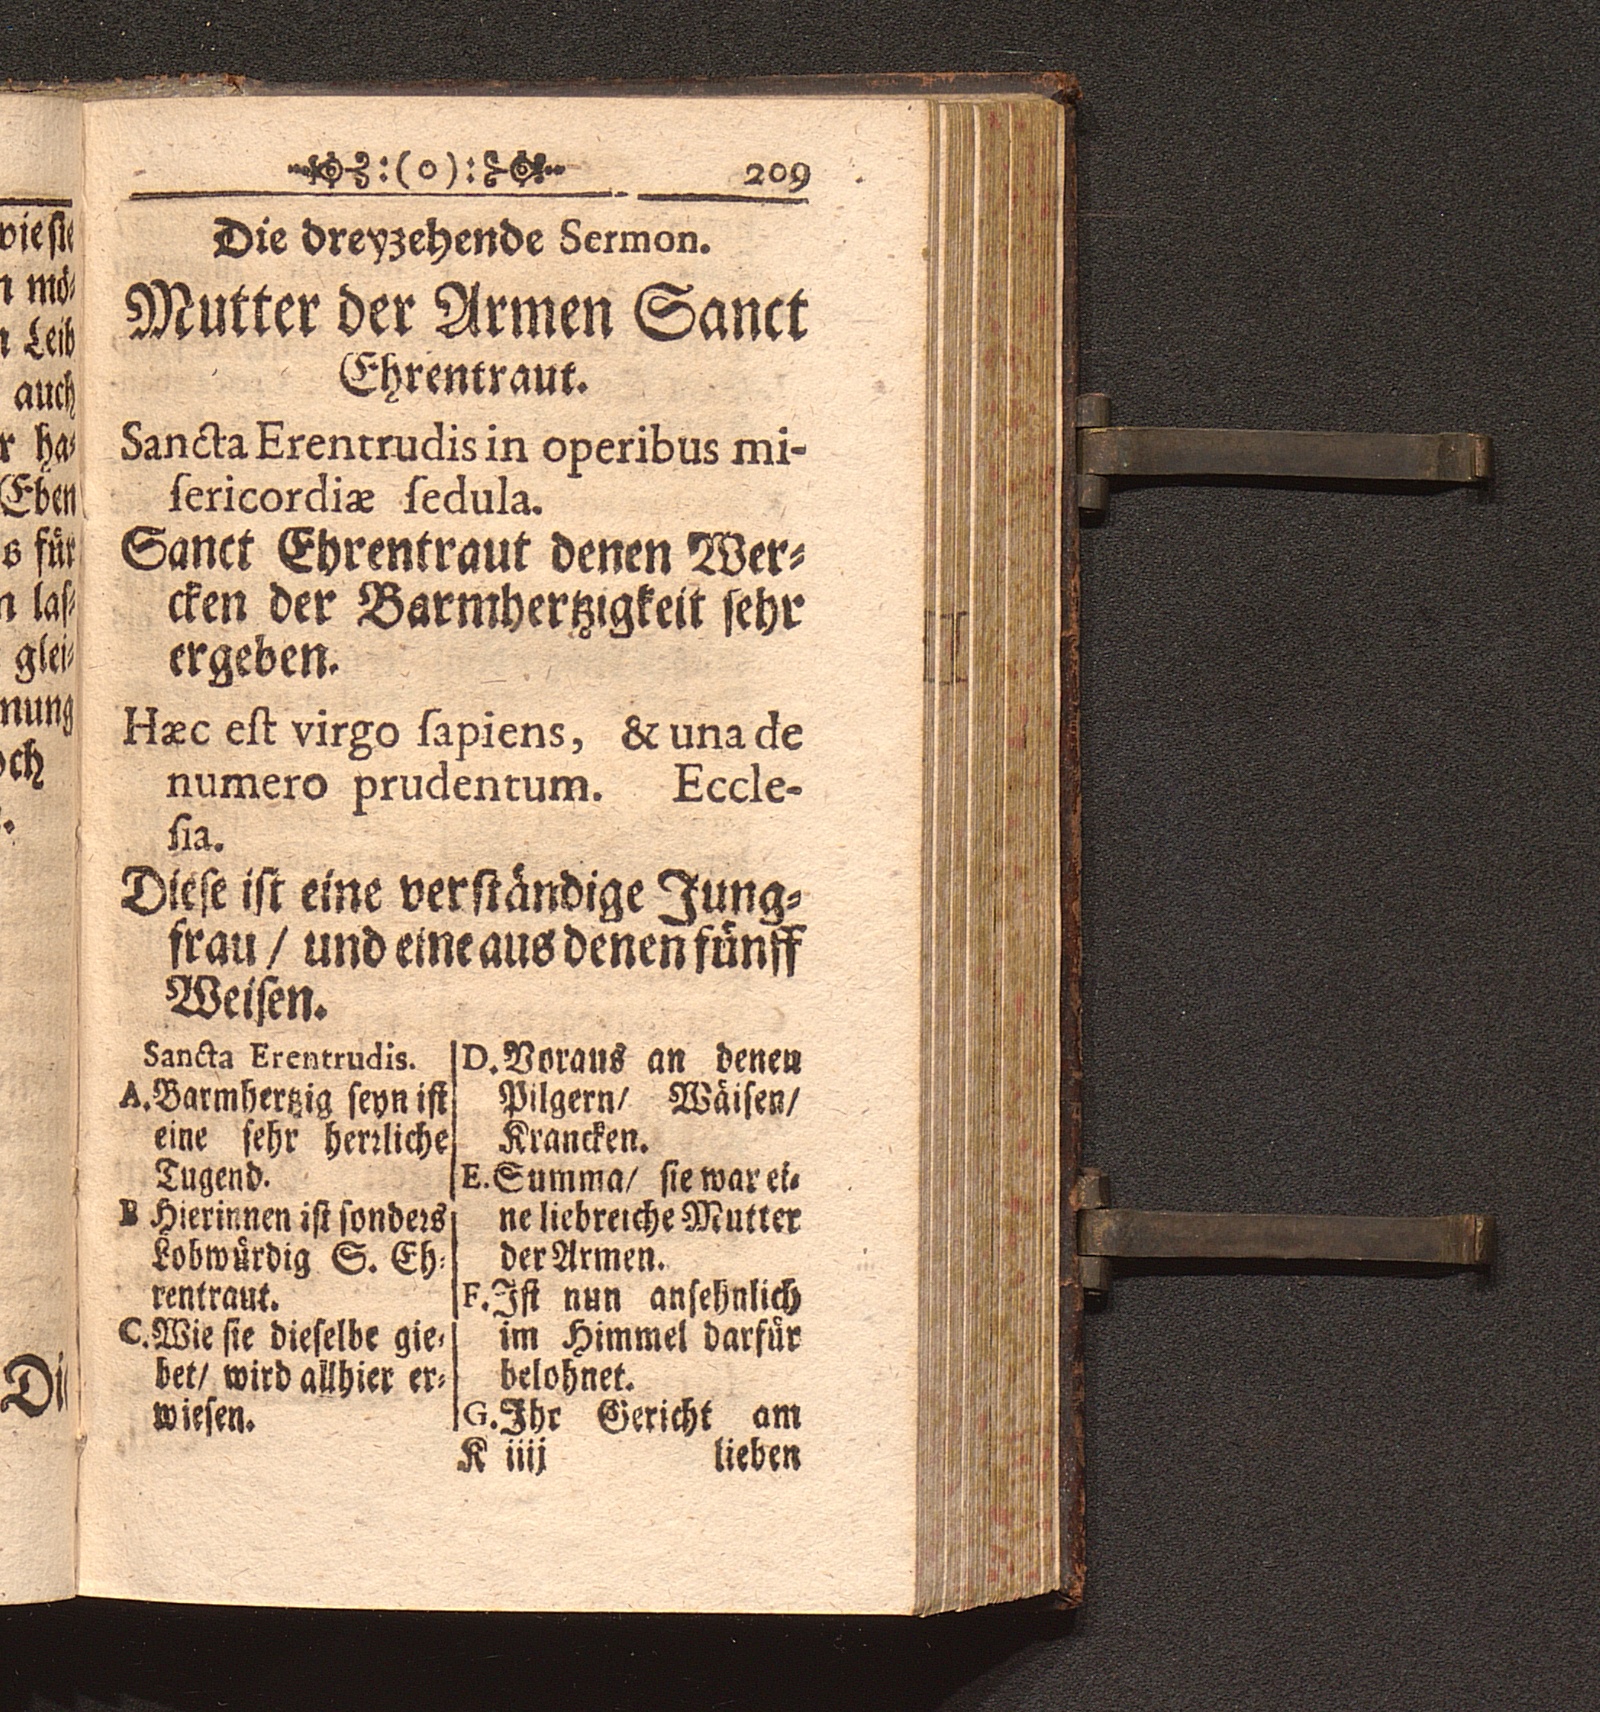 :(o):
209
Die dreyzehende Sermon.
Mutter der Armen Sanct
Ehrentraut.
Sancta Erentrudis in operibus mi-
ſericordiæ ſedula.
Sanct Ehrentraut denen Wer-
cken der Barmhertzigkeit ſehr
ergeben.
Hæc eſt virgo ſapiens, & una de
numero prudentum. Eccle-
ſia.
Dieſe iſt eine verſtändige Jung-
frau / und eine aus denen fünff
Weiſen.
Sancta Erentrudis.
A. Barmhertzig ſeyn iſt
eine ſehr herꝛliche
Tugend.
B Hierinnen iſt ſondeꝛs
Lobwürdig S. Eh-
rentraut.
C. Wie ſie dieſelbe gie-
bet/ wird allhier er-
wieſen.
D. Voraus an denen
Pilgern/ Wäiſen/
Krancken.
E. Summa/ ſie war ei-
ne liebreiche Mutter
der Armen.
F. Iſt nun anſehnlich
im Himmel darfür
belohnet.
G. Ihr Gericht am
K iiij lieben